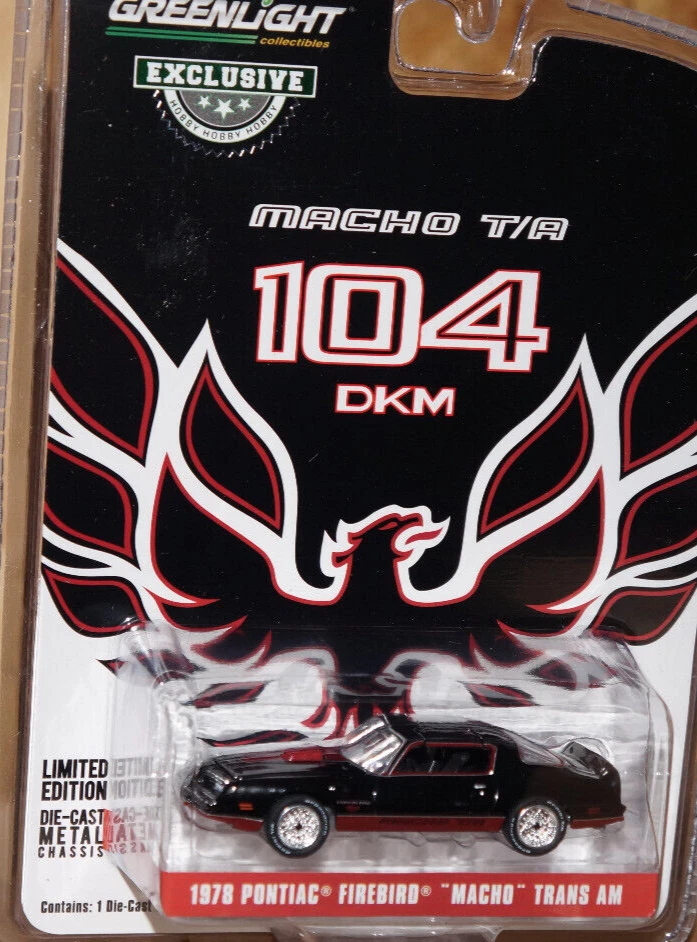 GREENLIGHT®
collectibles
EXCLUSIVE
HOBBY HOBBY HOBBY
MACHO T/A
104
DKM
LIMITED
EDITION
DIE-CAST
METAL
CHASSIS
1978 PONTIAC® FIREBIRD® "MACHO" TRANS AM
Contains: 1 Die-Cast